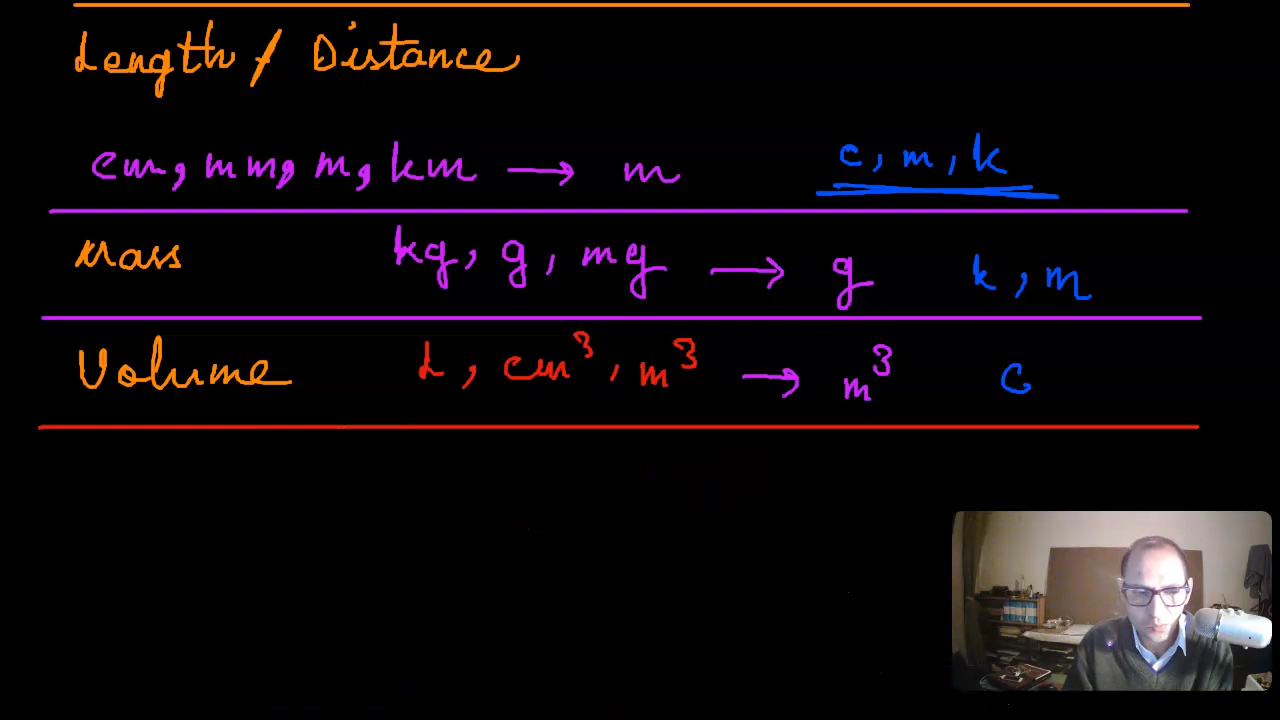 Length / Distance
cm, mm, m, km → m c, m, k
Mass kg, g, mg → g k, m
Volume L, cm³, m³ → m³ c